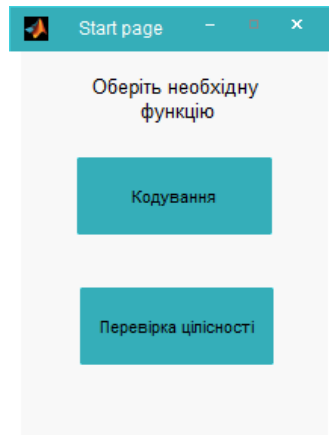 Start page
Оберіть необхідну
функцію
Кодування
Перевірка цілісності